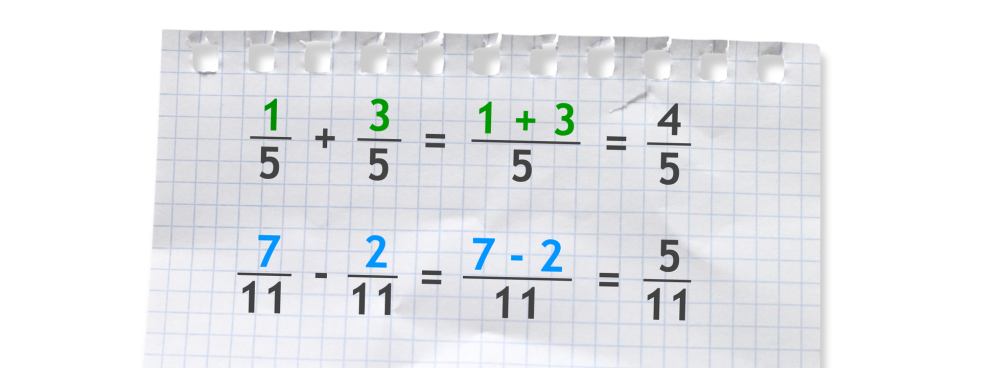 1/5 + 3/5 = 1 + 3/5 = 4/5
7/11 - 2/11 = 7 - 2/11 = 5/11